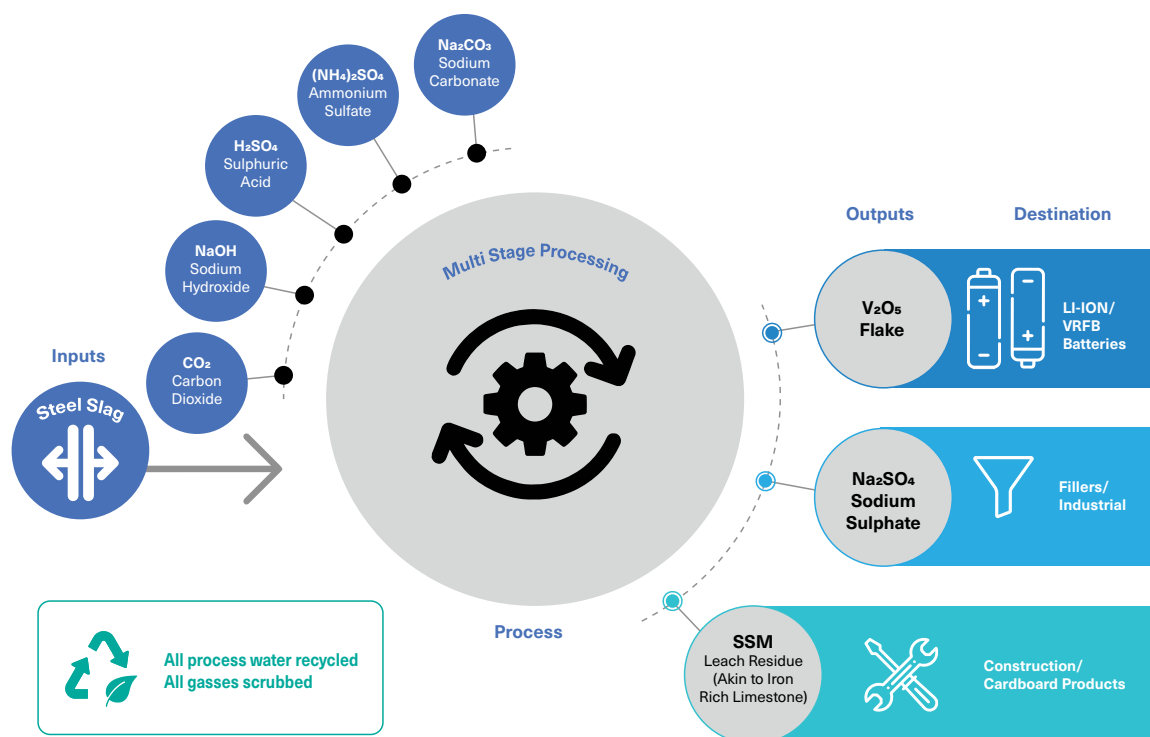 Na₂CO₃
Sodium
Carbonate
(NH₄)₂SO₄
Ammonium
Sulfate
H₂SO₄
Sulphuric
Acid
NaOH
Sodium
Hydroxide
CO₂
Carbon
Dioxide
Inputs
Steel Slag
Multi Stage Processing
Process
Outputs
Destination
V₂O₅
Flake
+
−
−
+
LI-ION/
VRFB
Batteries
Na₂SO₄
Sodium
Sulphate
Fillers/
Industrial
SSM
Leach Residue
(Akin to Iron
Rich Limestone)
Construction/
Cardboard Products
All process water recycled
All gasses scrubbed